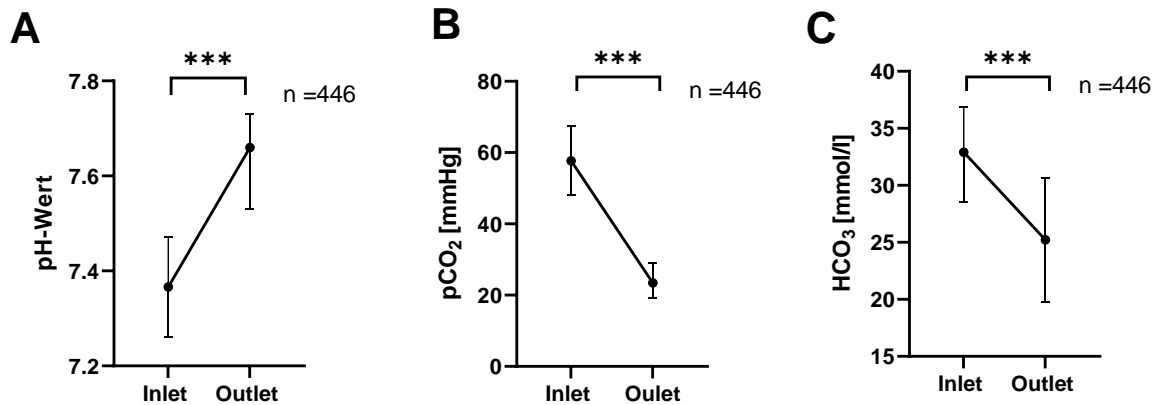 A
***
n =446
pH-Wert
7.8
7.6
7.4
7.2
Inlet Outlet
B
***
n =446
pCO2 [mmHg]
80
60
40
20
0
Inlet Outlet
C
***
n =446
HCO3 [mmol/l]
40
35
30
25
20
15
Inlet Outlet